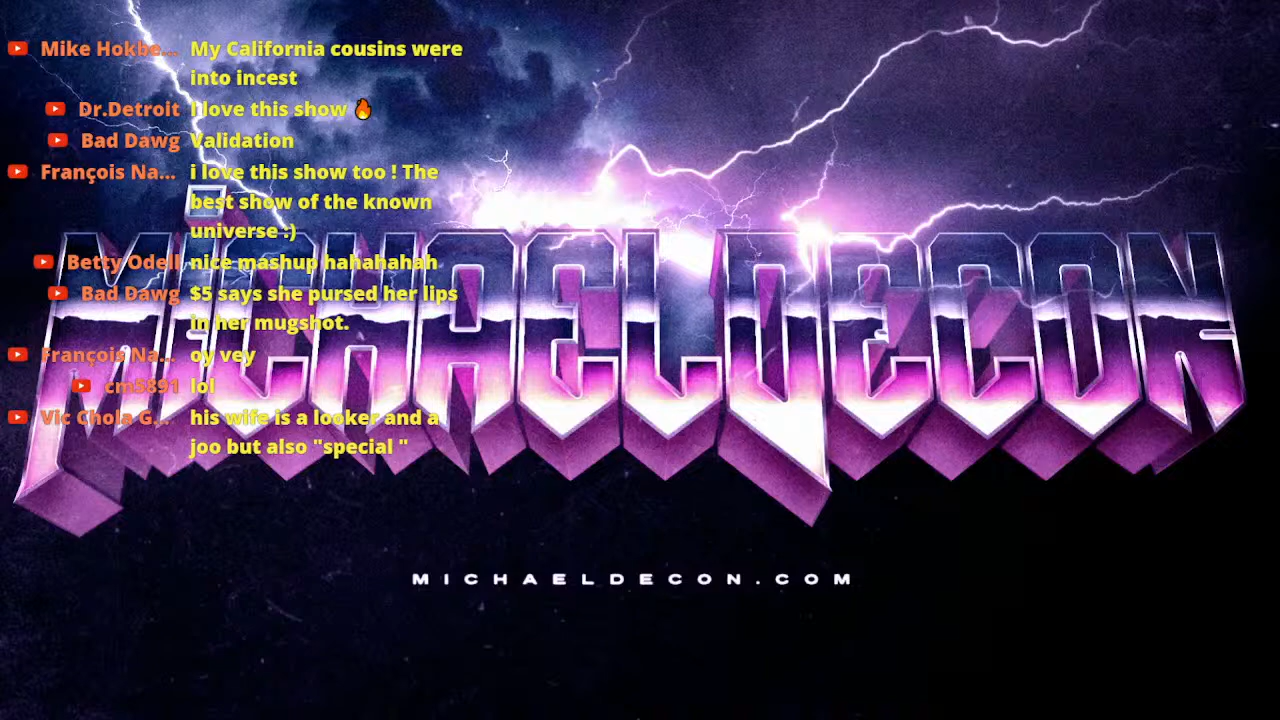 Mike Hokbe... My California cousins were
into incest
Dr.Detroit I love this show 🔥
Bad Dawg Validation
François Na... i love this show too ! The
best show of the known
universe :)
MiCHAELDECON
Betty Odell nice mashup hahahahah
Bad Dawg $5 says she pursed her lips
in her mugshot.
François Na... oy vey
cm5891 lol
Vic Chola G... his wife is a looker and a
joo but also "special "
MICHAELDECON.COM